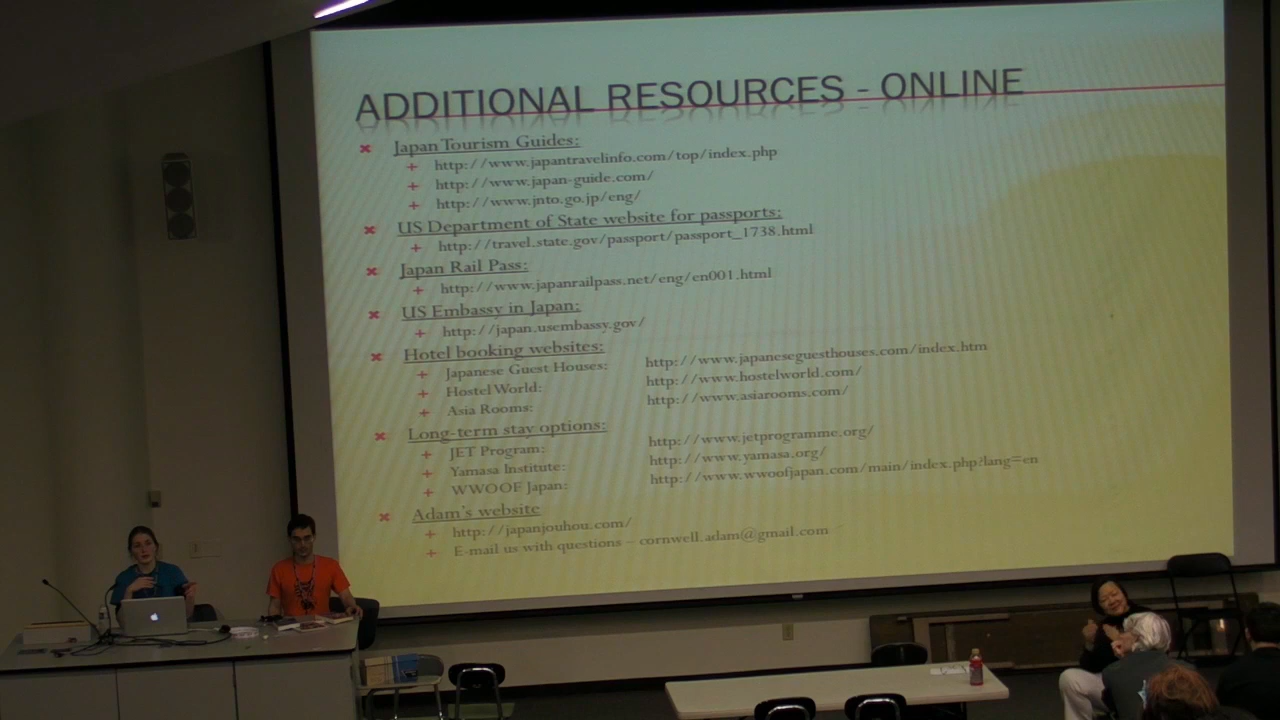 ADDITIONAL RESOURCES - ONLINE
Japan Tourism Guides:
http://www.japantravelinfo.com/top/index.php
http://www.japan-guide.com/
http://www.jnto.go.jp/eng/
US Department of State website for passports:
http://travel.state.gov/passport/passport_1738.html
Japan Rail Pass:
http://www.japanrailpass.net/eng/en001.html
US Embassy in Japan:
http://japan.usembassy.gov/
Hotel booking websites:
Japanese Guest Houses: http://www.japaneseguesthouses.com/index.htm
Hostel World: http://www.hostelworld.com/
Asia Rooms: http://www.asiarooms.com/
Long-term stay options:
JET Program: http://www.jetprogramme.org/
Yamasa Institute: http://www.yamasa.org/
WWOOF Japan: http://www.wwoofjapan.com/main/index.php?lang=en
Adam's website
http://japanjouhou.com/
E-mail us with questions – cornwell.adam@gmail.com